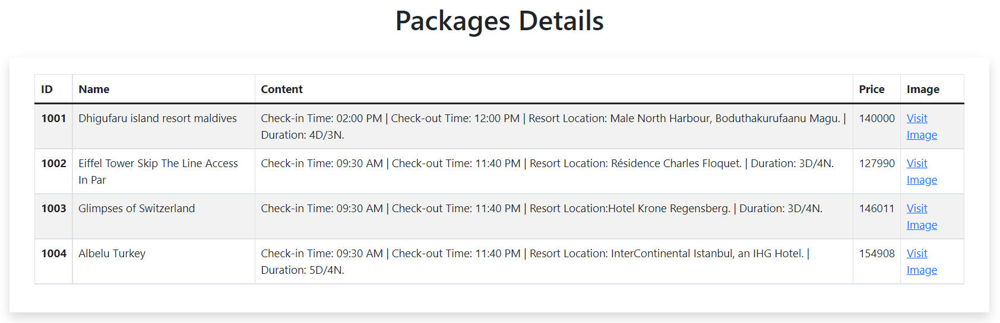 Packages Details
ID Name Content Price Image
1001 Dhigufaru island resort maldives Check-in Time: 02:00 PM | Check-out Time: 12:00 PM | Resort Location: Male North Harbour, Boduthakurufaanu Magu. | 140000 Visit
Duration: 4D/3N. Image
1002 Eiffel Tower Skip The Line Access Check-in Time: 09:30 AM | Check-out Time: 11:40 PM | Resort Location: Résidence Charles Floquet. | Duration: 3D/4N. 127990 Visit
In Par Image
1003 Glimpses of Switzerland Check-in Time: 09:30 AM | Check-out Time: 11:40 PM | Resort Location:Hotel Krone Regensberg. | Duration: 3D/4N. 146011 Visit
Image
1004 Albelu Turkey Check-in Time: 09:30 AM | Check-out Time: 11:40 PM | Resort Location: InterContinental Istanbul, an IHG Hotel. | 154908 Visit
Duration: 5D/4N. Image